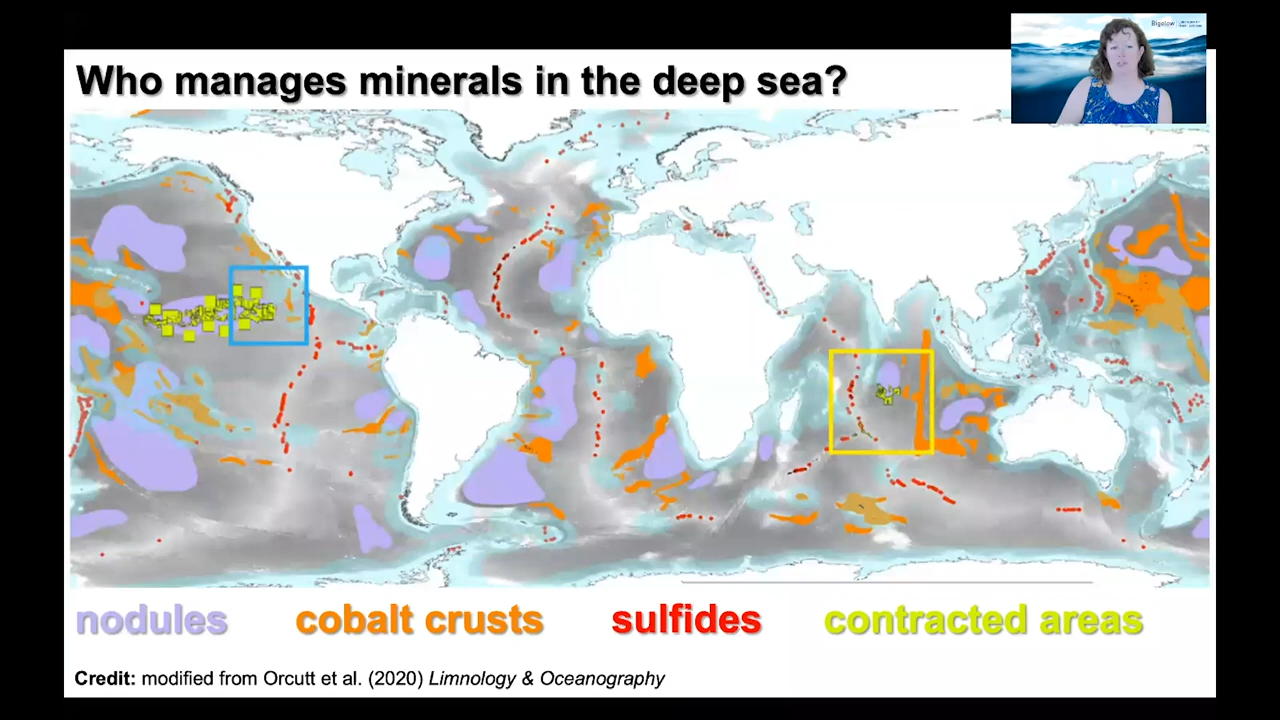 Bigelow
Who manages minerals in the deep sea?
nodules cobalt crusts sulfides contracted areas
Credit: modified from Orcutt et al. (2020) Limnology & Oceanography